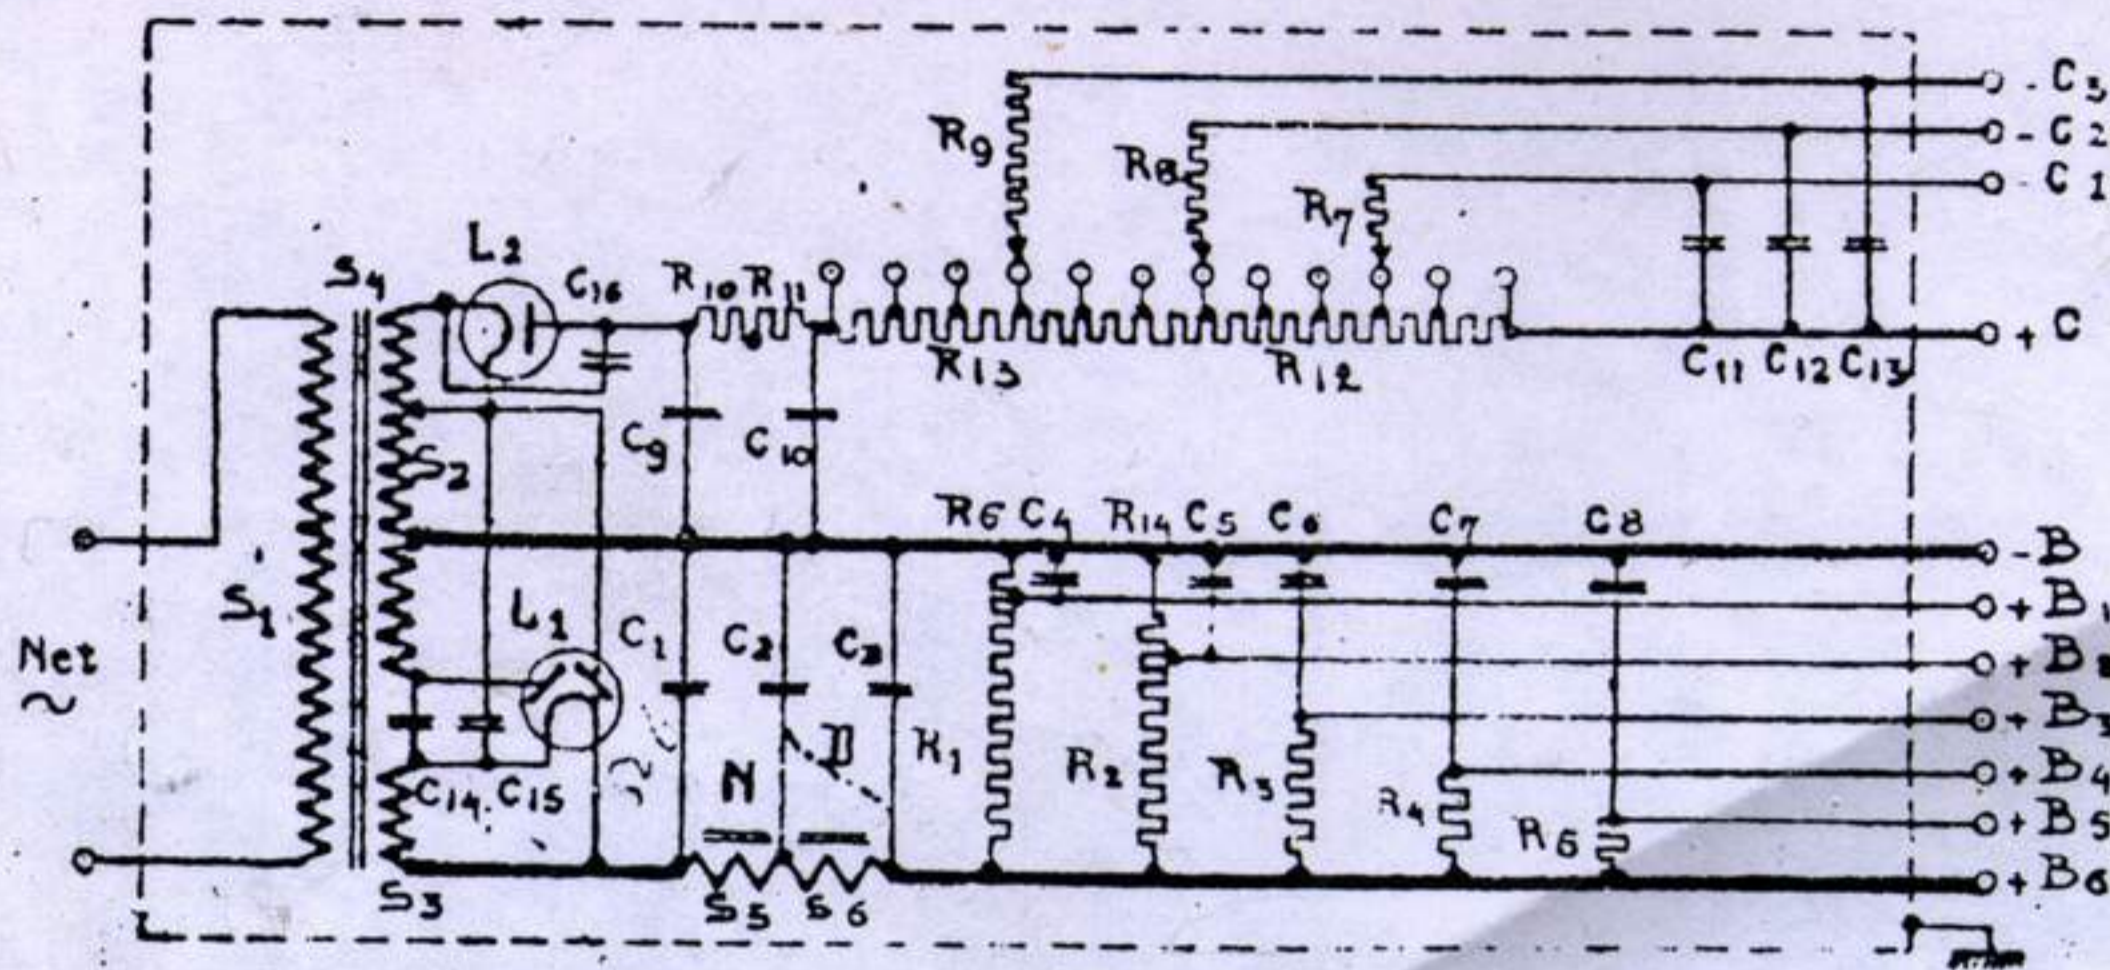 - C3
- C2
- C1
R9
R8
R7
L2
S4
C16
R10 R11
R13
R12
C11 C12 C13
+ C
S2
C9
C10
R6 C4 R14 C5 C6 C7 C8
- B
+ B1
S1
L1
C1
C2
C3
Net
~
+ B3
C14 C15
N
D
R1
R2
R3
R4
+ B4
R5
+ B5
S3
S5 S6
+ B6